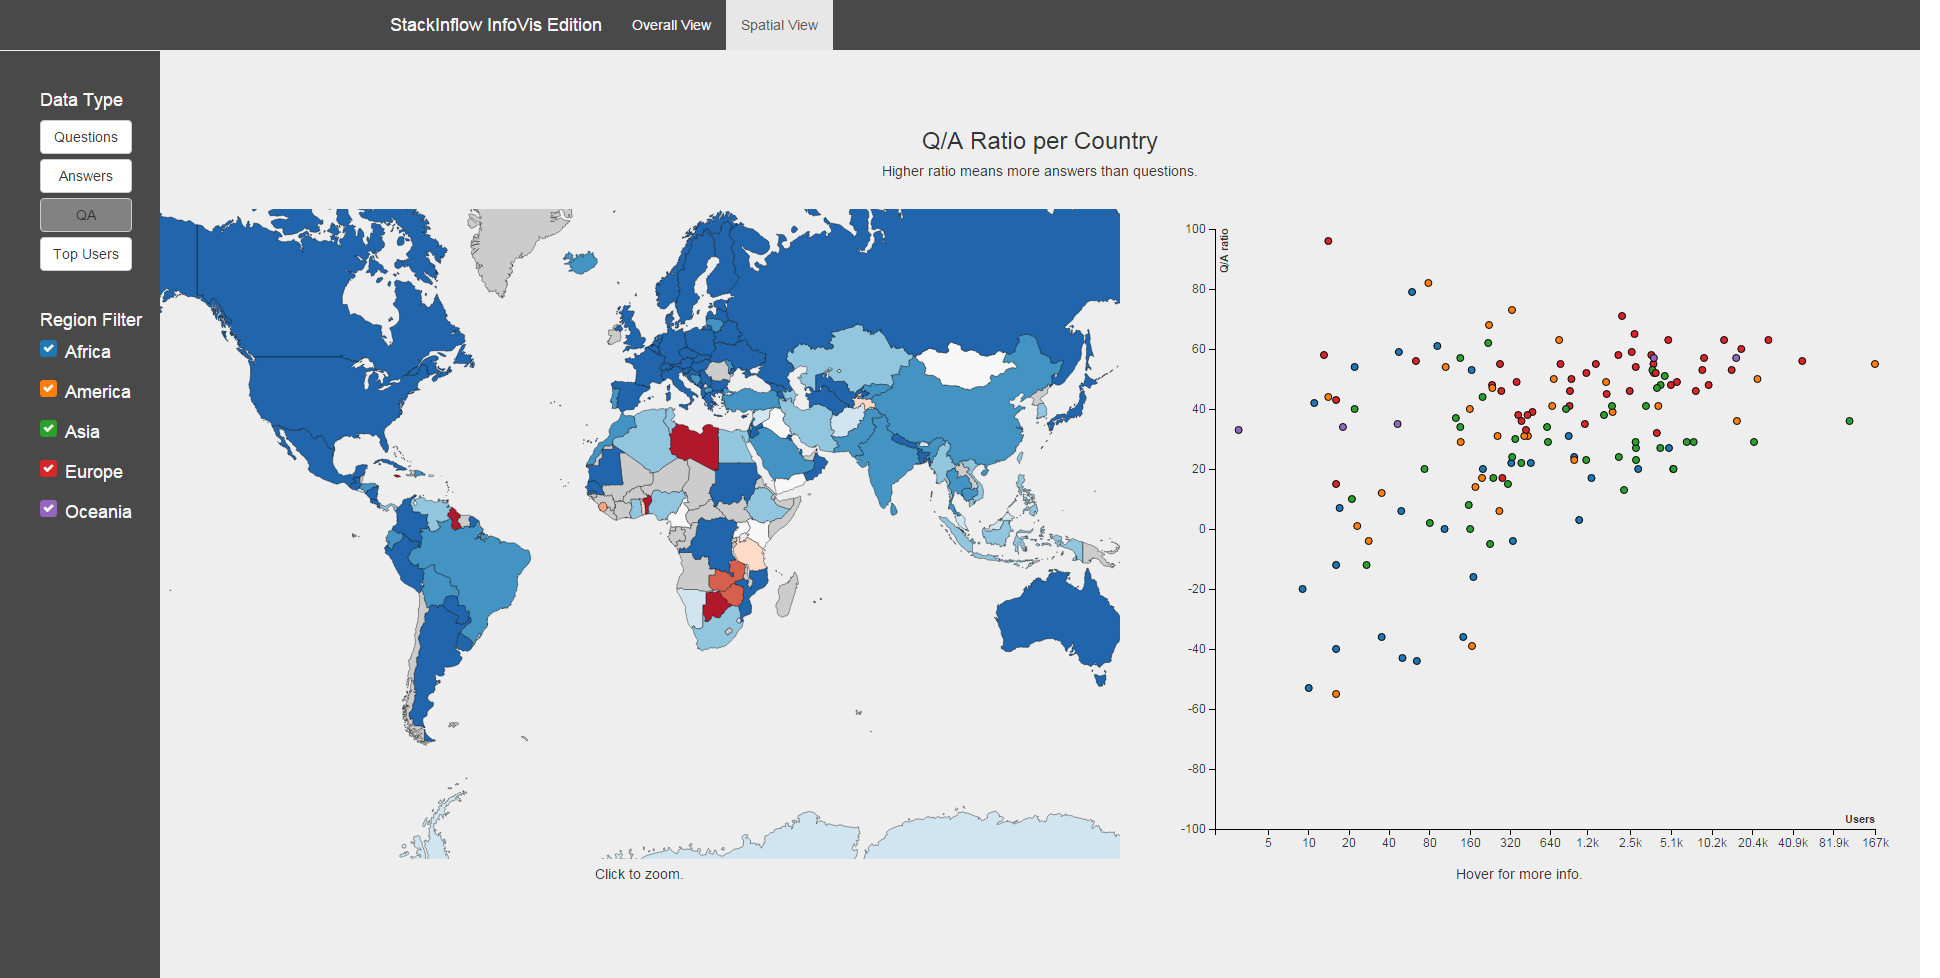 StackInflow InfoVis Edition
Overall View
Spatial View
Data Type
Questions
Answers
QA
Top Users
Region Filter
Africa
America
Asia
Europe
Oceania
Q/A Ratio per Country
Higher ratio means more answers than questions.
Click to zoom.
Q/A ratio
100
80
60
40
20
0
-20
-40
-60
-80
-100
Users
5 10 20 40 80 160 320 640 1.2k 2.5k 5.1k 10.2k 20.4k 40.9k 81.9k 167k
Hover for more info.